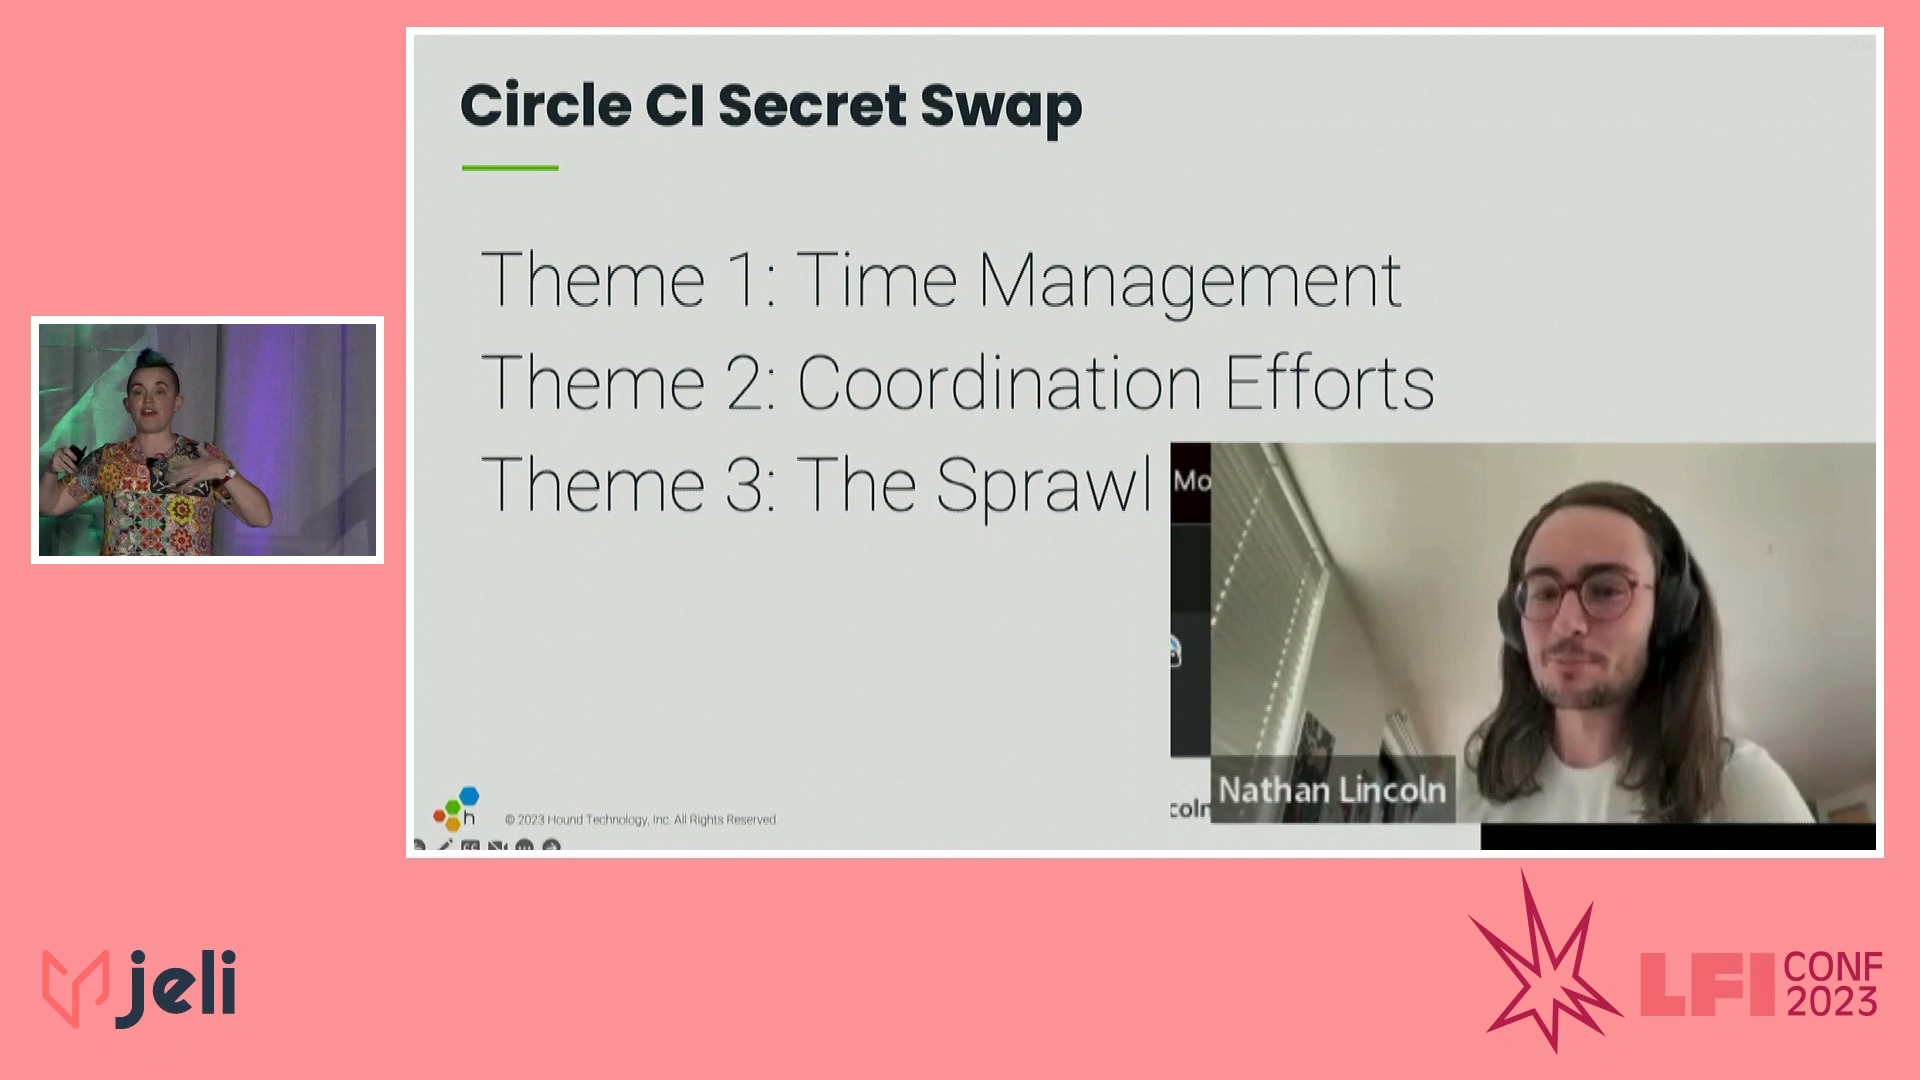 Circle CI Secret Swap
Theme 1: Time Management
Theme 2: Coordination Efforts
Theme 3: The Sprawl
Mo
Nathan Lincoln
coln
h
© 2023 Hound Technology, Inc. All Rights Reserved.
CC
jeli
LFI
CONF
2023